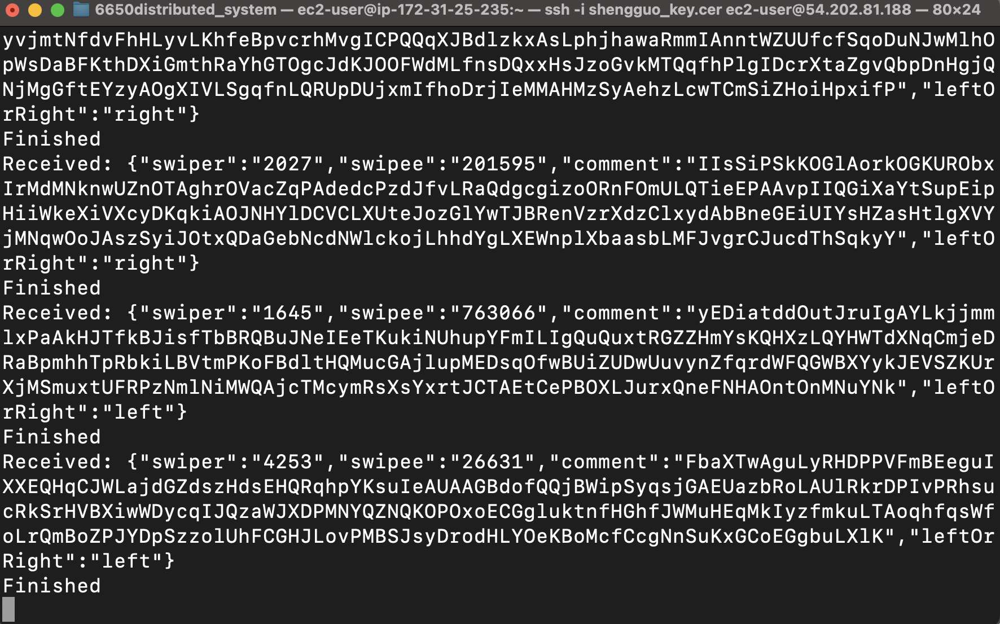 6650distributed_system — ec2-user@ip-172-31-25-235:~ — ssh -i shengguo_key.cer ec2-user@54.202.81.188 — 80×24
yvjmtNfdvFhHLyvLKhfeBpvcrhMvgICPQQqXJBdlzkxAsLphjhawaRmmIAnntWZUUfcfSqoDuNJwMlhO
pWsDaBFKthDXiGmthRaYhGTOgcJdKJOOFWdMLfnsDQxxHsJzoGvkMTQqfhPlgIDcrXtaZgvQbpDnHgjQ
NjMgGftEYzyAOgXIVLSgqfnLQRUpDUjxmIfhoDrjIeMMAHMzSyAehzLcwTCmSiZHoiHpxifP","leftO
rRight":"right"}
Finished
Received: {"swiper":"2027","swipee":"201595","comment":"IIsSiPSkKOGlAorkOGKURObx
IrMdMNknwUZnOTAghrOVacZqPAdedcPzdJfvLRaQdgcgizoORnFOmULQTieEPAAvpIIQGiXaYtSupEip
HiiWkeXiVXcyDKqkiAOJNHYlDCVCLXUteJozGlYwTJBRenVzrXdzClxydAbBneGEiUIYsHZasHtlgXVY
jMNqwOoJAszSyiJOtxQDaGebNcdNWlckojLhhdYgLXEWnplXbaasbLMFJvgrCJucdThSqkyY","leftO
rRight":"right"}
Finished
Received: {"swiper":"1645","swipee":"763066","comment":"yEDiatddOutJruIgAYLkjjmm
lxPaAkHJTfkBJisfTbBRQBuJNeIEeTKukiNUhupYFmILIgQuQuxtRGZZHmYsKQHXzLQYHWTdXNqCmjeD
RaBpmhhTpRbkiLBVtmPKoFBdltHQMucGAjlupMEDsqOfwBUiZUDwUuvynZfqrdWFQGWBXYykJEVSZKUr
XjMSmuxtUFRPzNmlNiMWQAjcTMcymRsXsYxrtJCTAEtCePBOXLJurxQneFNHAOntOnMNuYNk","leftO
rRight":"left"}
Finished
Received: {"swiper":"4253","swipee":"26631","comment":"FbaXTwAguLyRHDPPVFmBEeguI
XXEQHqCJWLajdGZdszHdsEHQRqhpYKsuIeAUAAGBdofQQjBWipSyqsjGAEUazbRoLAUlRkrDPIvPRhsu
cRkSrHVBXiwWDycqIJQzaWJXDPMNYQZNQKOPOxoECGgluktnfHGhfJWMuHEqMkIyzfmkuLTAoqhfqsWf
oLrQmBoZPJYDpSzzolUhFCGHJLovPMBSJsyDrodHLYOeKBoMcfCcgNnSuKxGCoEGgbuLXlK","leftOr
Right":"left"}
Finished